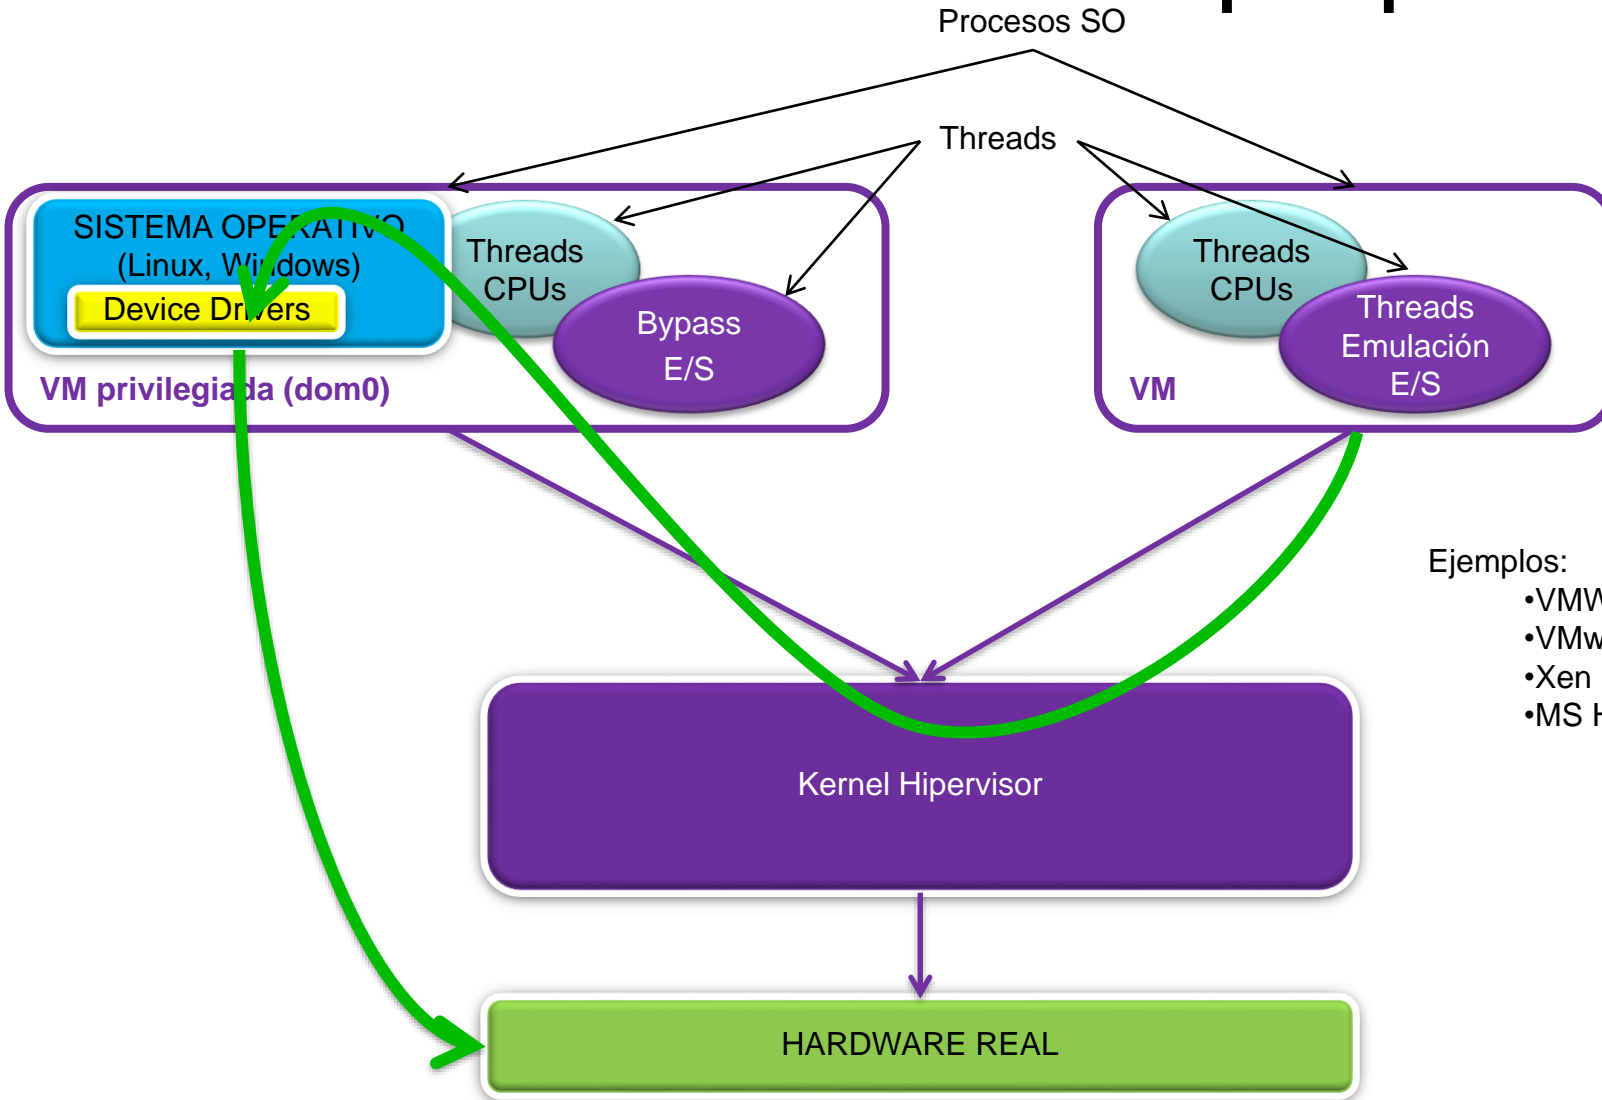 Procesos SO
Threads
SISTEMA OPERATIVO
(Linux, Windows)
Device Drivers
Threads
CPUs
Bypass
E/S
VM privilegiada (dom0)
Threads
CPUs
Threads
Emulación
E/S
VM
Ejemplos:
•
•
•Xen
•MS
Kernel Hipervisor
HARDWARE REAL